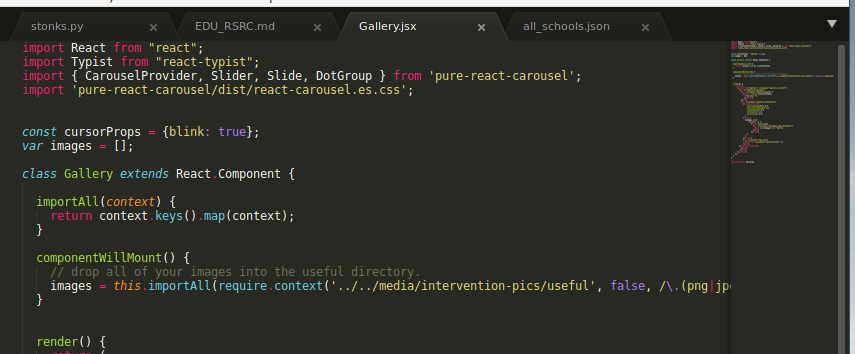 stonks.py EDU_RSRC.md Gallery.jsx all_schools.json
import React from "react";
import Typist from "react-typist";
import { CarouselProvider, Slider, Slide, DotGroup } from 'pure-react-carousel';
import 'pure-react-carousel/dist/react-carousel.es.css';
const cursorProps = {blink: true};
var images = [];
class Gallery extends React.Component {
importAll(context) {
return context.keys().map(context);
}
componentWillMount() {
// drop all of your images into the useful directory.
images = this.importAll(require.context('../../media/intervention-pics/useful', false, /\.(png|jp
}
render() {